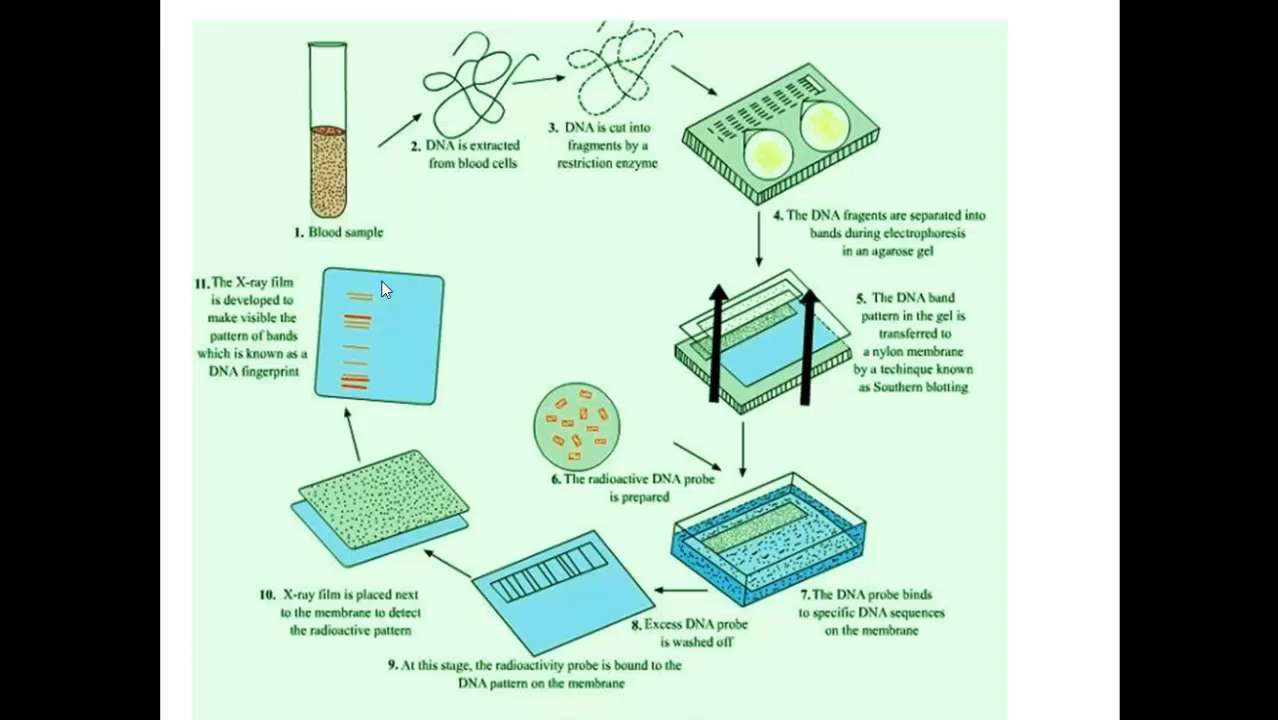 1. Blood sample
2. DNA is extracted
from blood cells
3. DNA is cut into
fragments by a
restriction enzyme
4. The DNA fragents are separated into
bands during electrophoresis
in an agarose gel
5. The DNA band
pattern in the gel is
transferred to
a nylon membrane
by a techinque known
as Southern blotting
6. The radioactive DNA probe
is prepared
7. The DNA probe binds
to specific DNA sequences
on the membrane
8. Excess DNA probe
is washed off
9. At this stage, the radioactivity probe is bound to the
DNA pattern on the membrane
10. X-ray film is placed next
to the membrane to detect
the radioactive pattern
11. The X-ray film
is developed to
make visible the
pattern of bands
which is known as a
DNA fingerprint